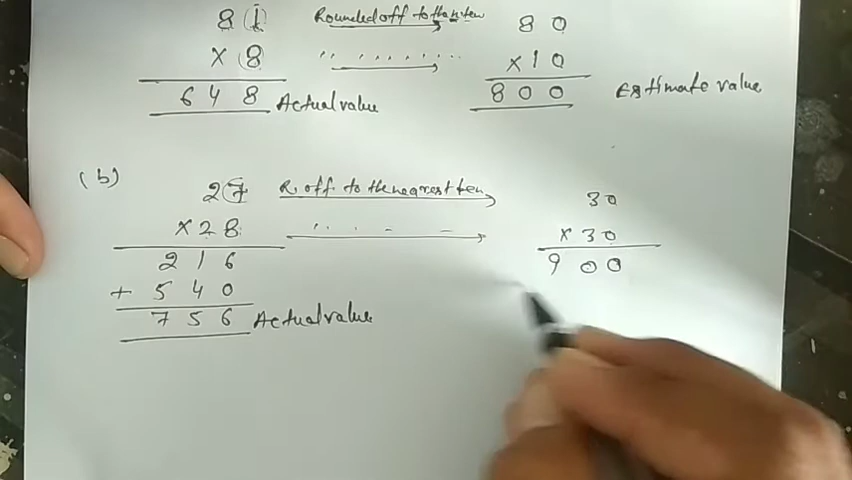 81 Rounded off to the n ten 80
× 8 " . . . . . . . . . × 10
648 Actual value 800 Estimate value
(b) 27 R. off to the nearest ten 30
× 28 " . - - × 30
216 900
+ 540
756 Actual value